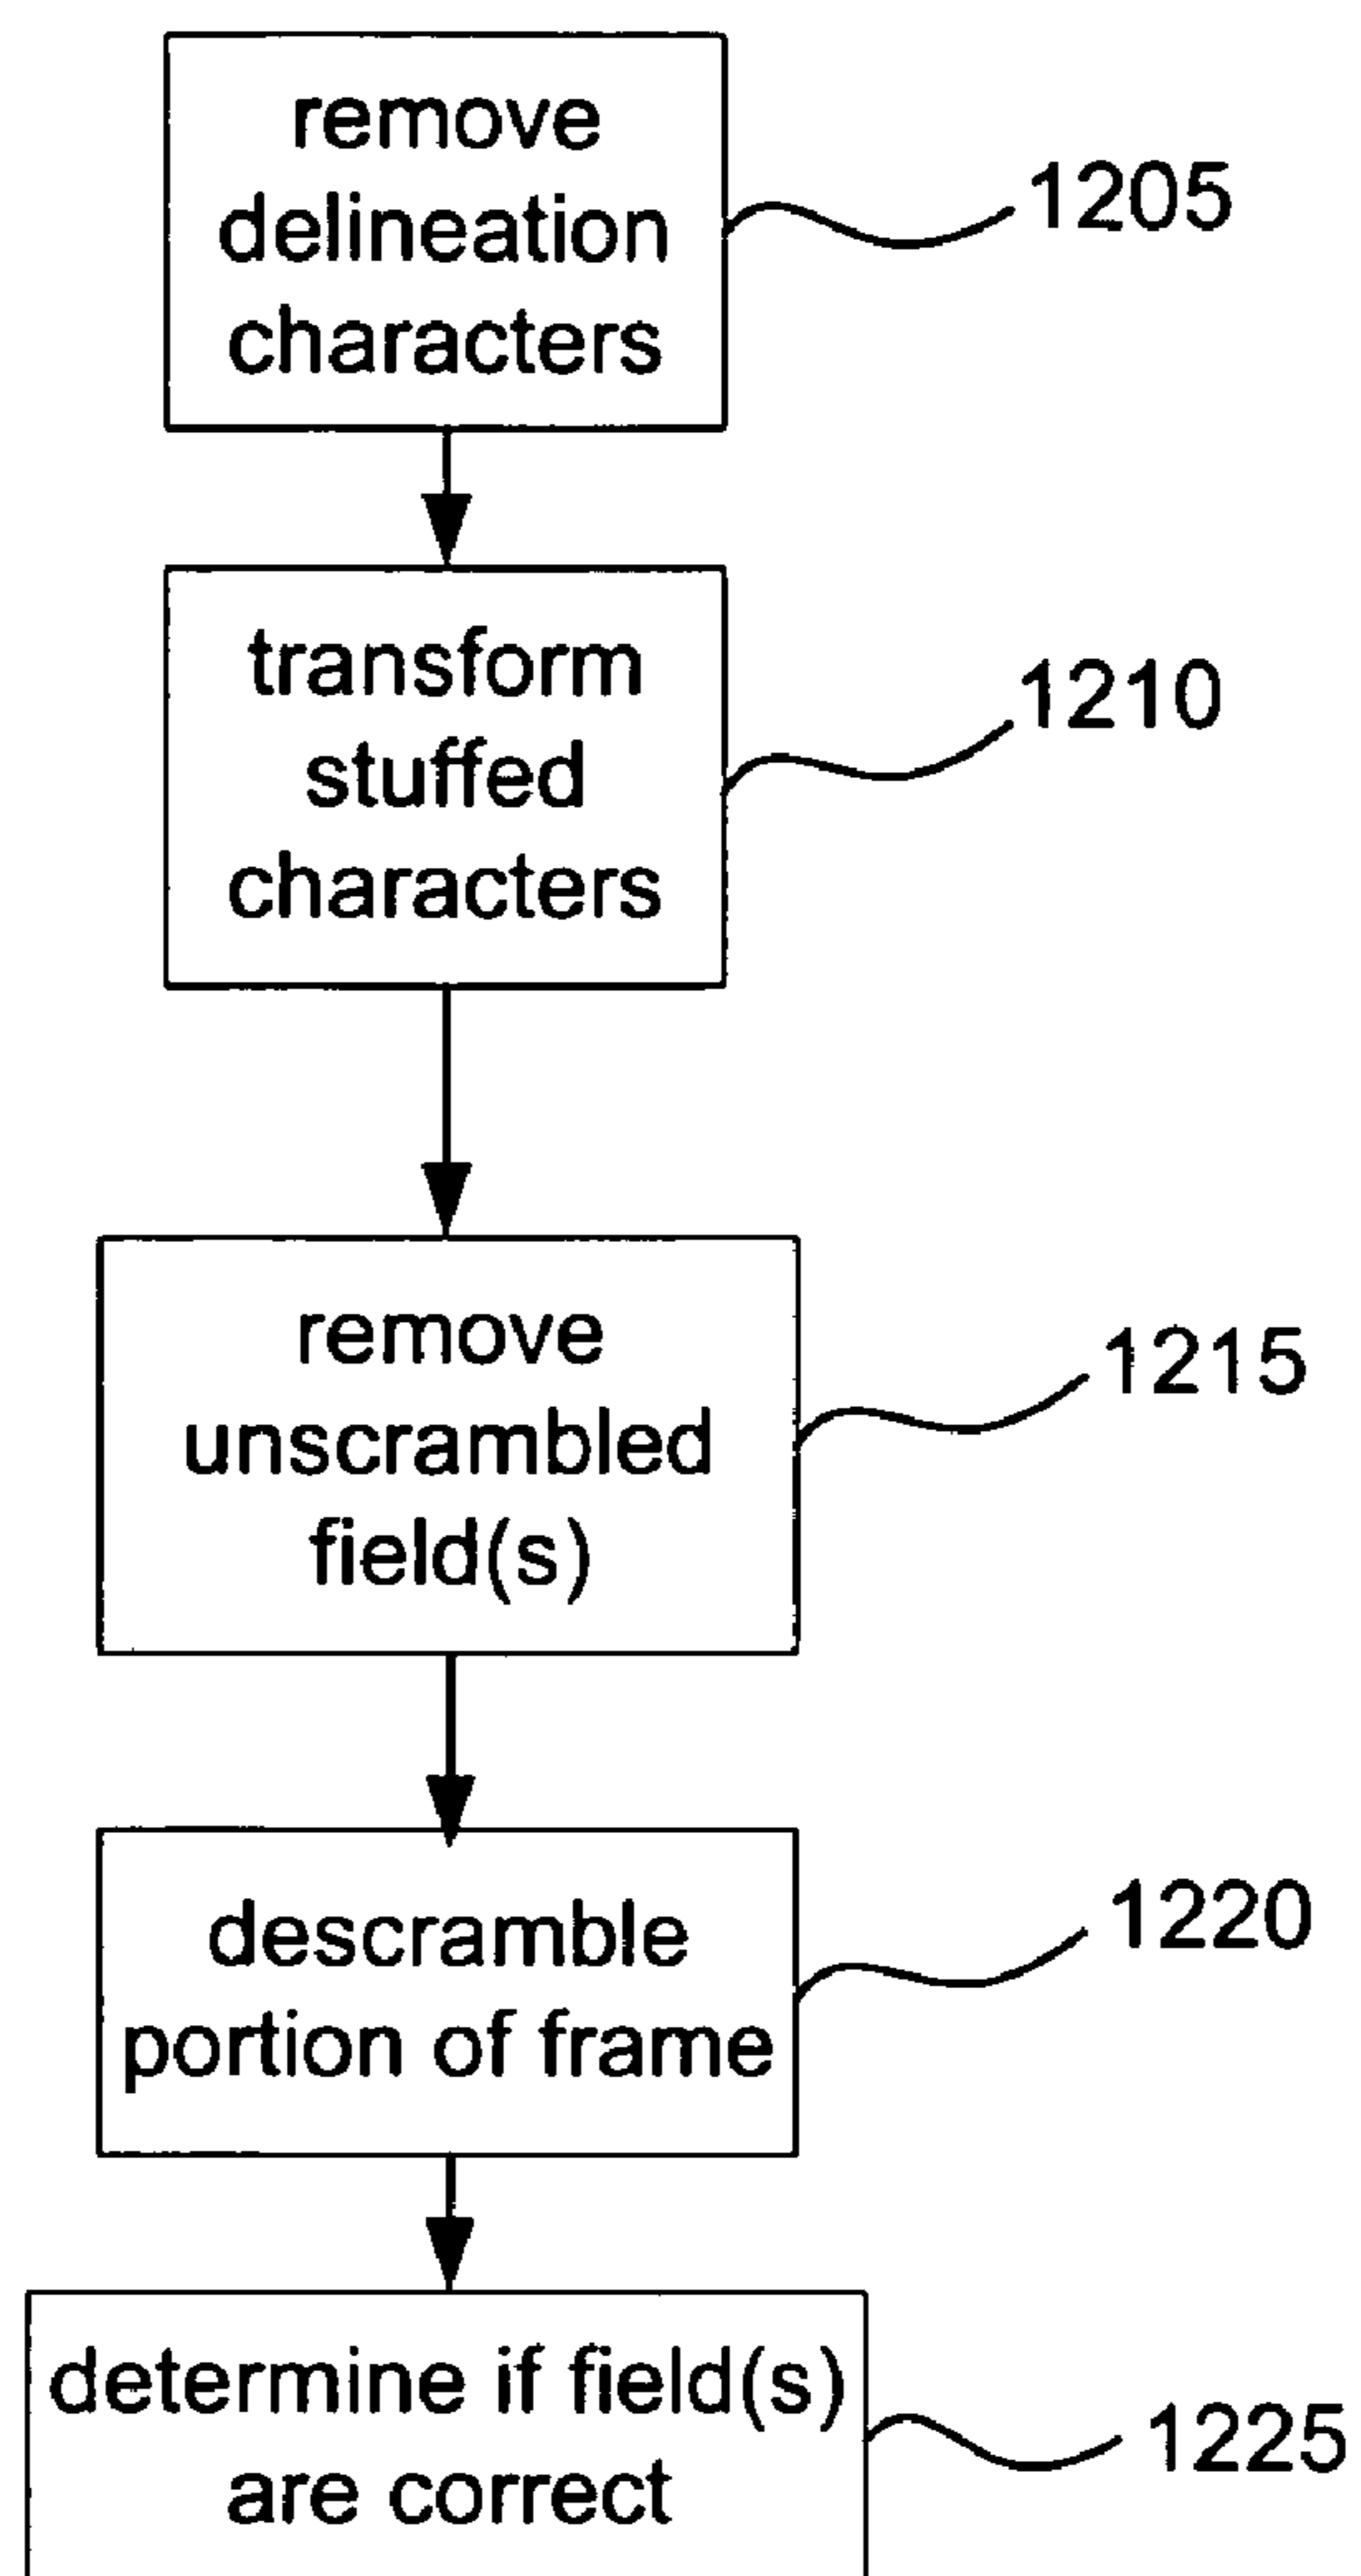 remove
delineation
characters
1205
transform
stuffed
characters
1210
remove
unscrambled
field(s)
1215
descramble
portion of frame
1220
determine if field(s)
are correct
1225